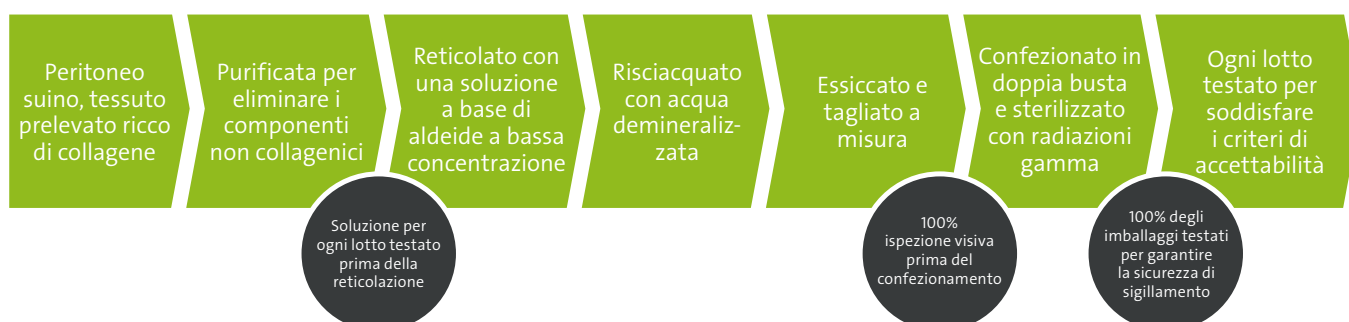 Peritoneo
suino, tessuto
prelevato ricco
di collagene
Purificata per
eliminare i
componenti
non collagenici
Reticolato con
una soluzione
a base di
aldeide a bassa
concentrazione
Risciacquato
con acqua
demineraliz-
zata
Essiccato e
tagliato a
misura
Confezionato in
doppia busta
e sterilizzato
con radiazioni
gamma
Ogni lotto
testato per
soddisfare
i criteri di
accettabilità
Soluzione per
ogni lotto testato
prima della
reticolazione
100%
ispezione visiva
prima del
confezionamento
100% degli
imballaggi testati
per garantire
la sicurezza di
sigillamento